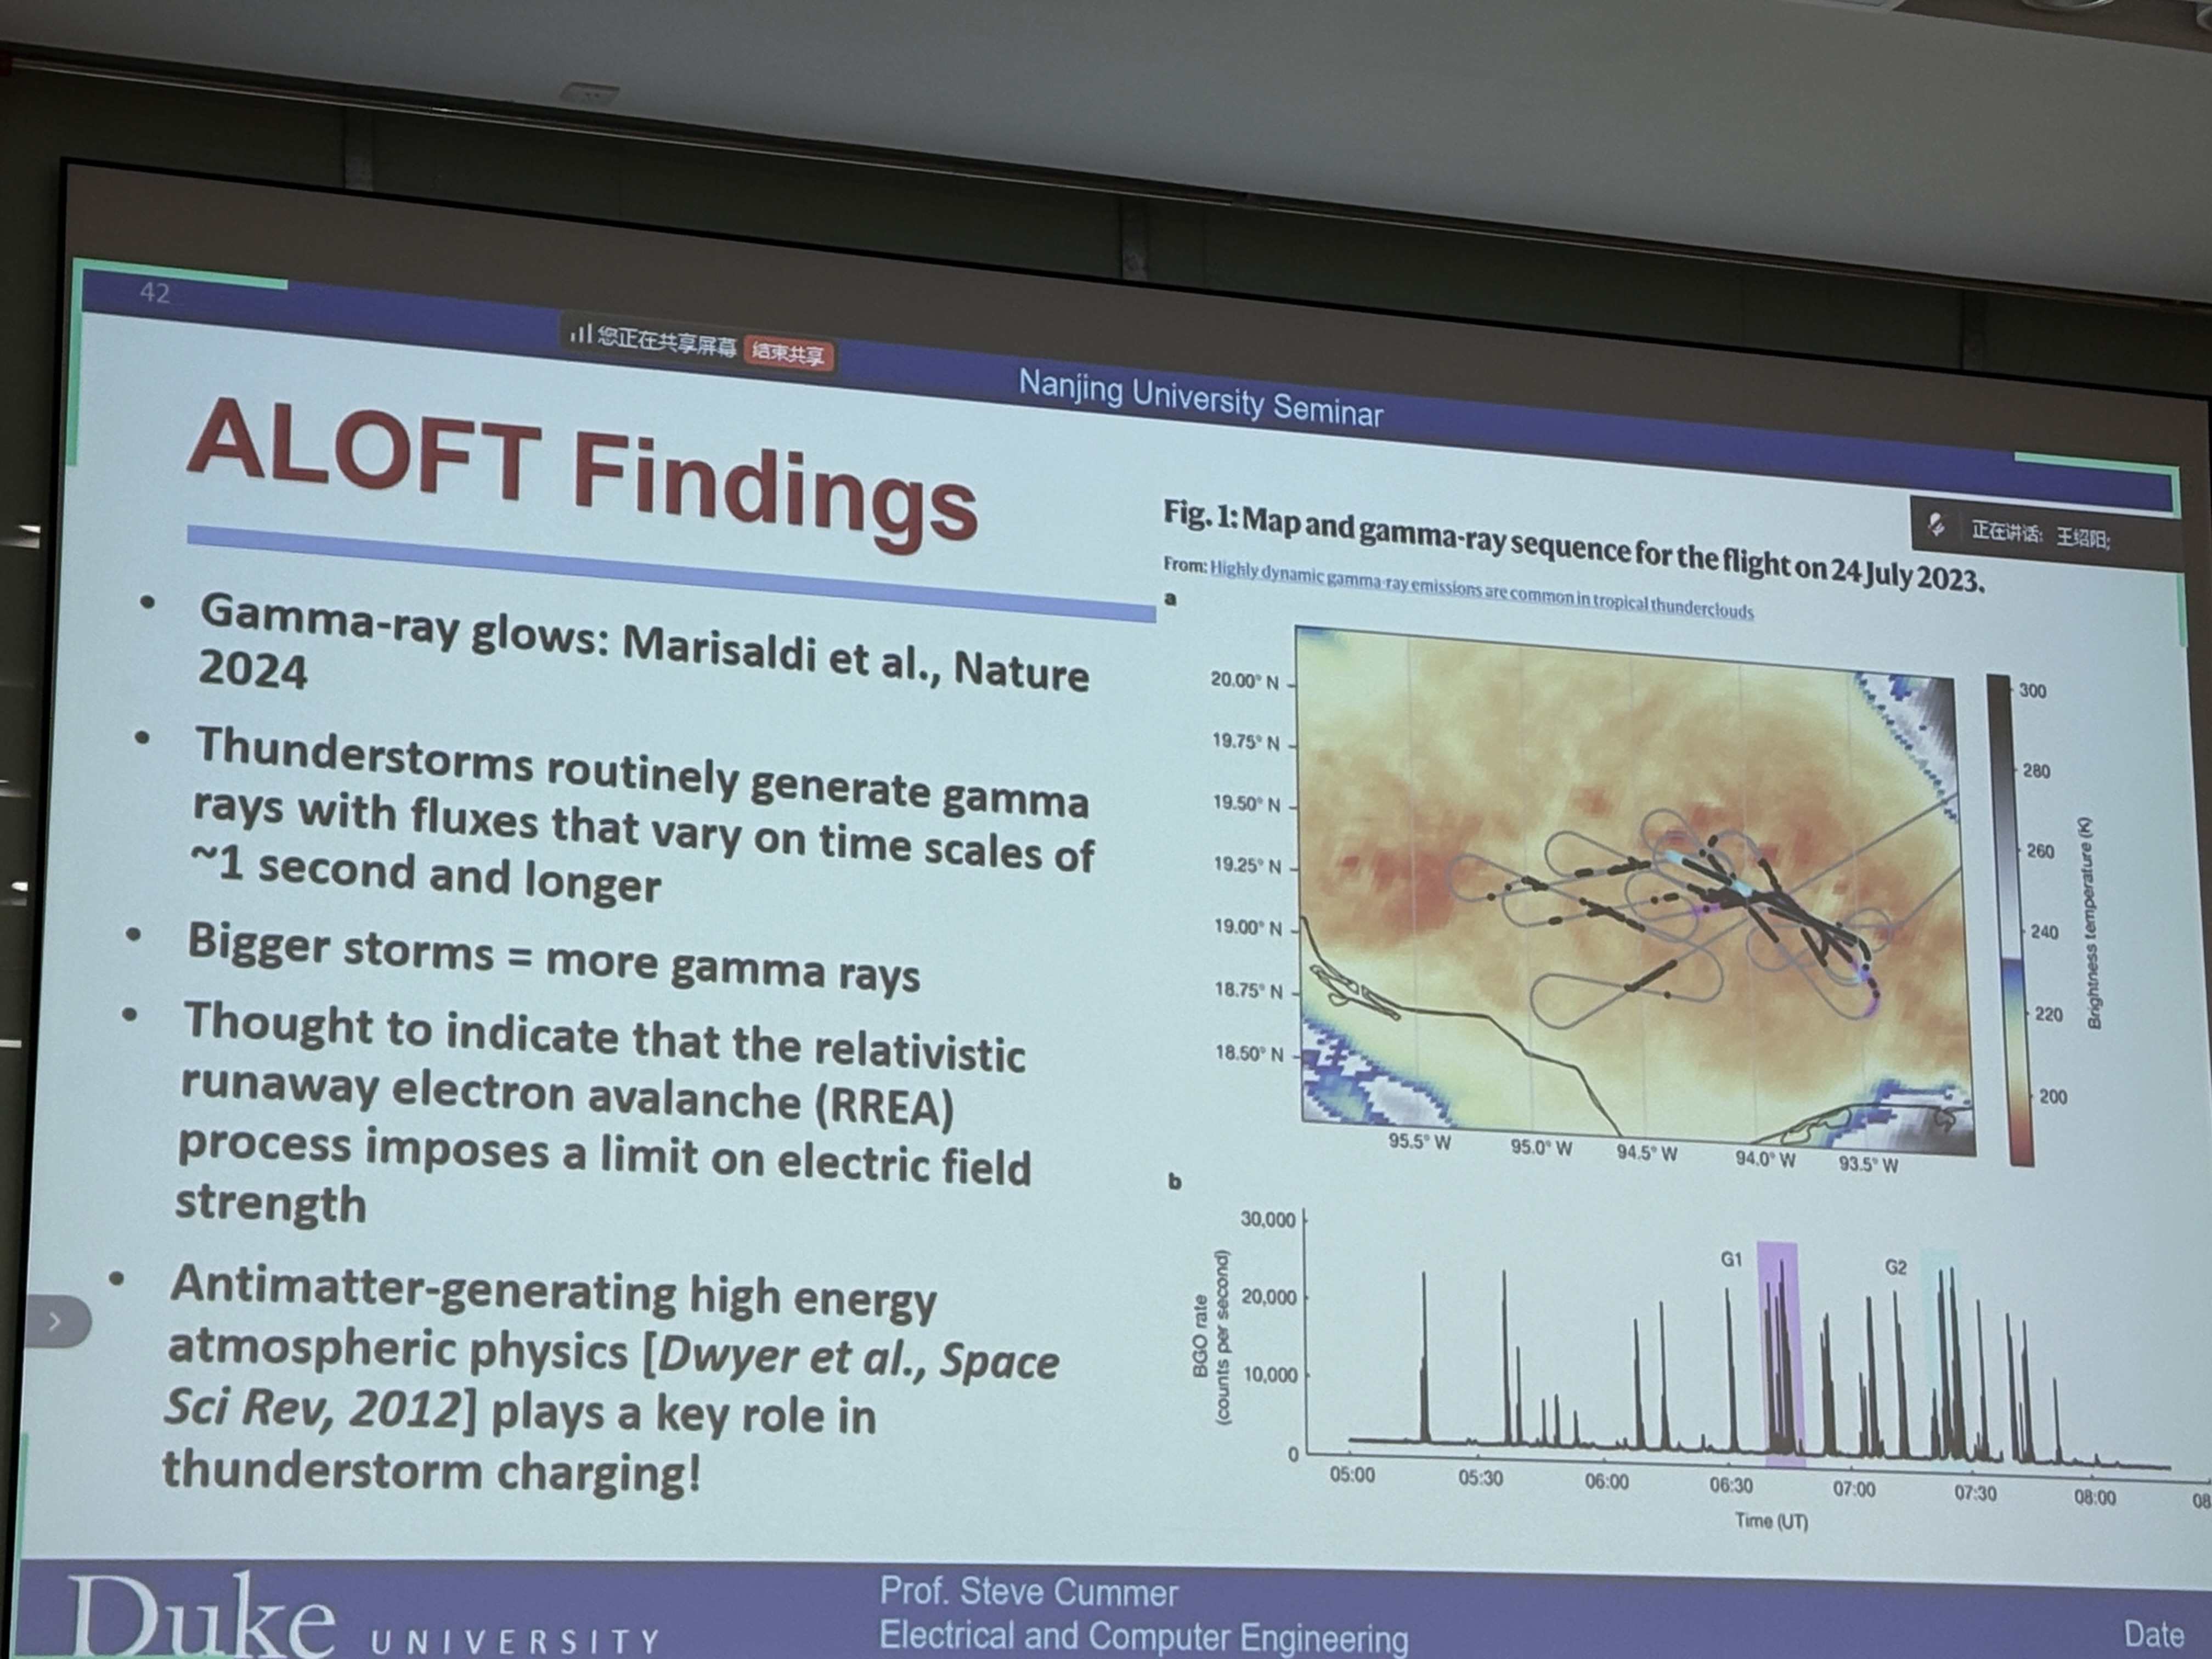 42
您正在共享屏幕 结束共享
Nanjing University Seminar
正在讲话: 王绍阳;
ALOFT Findings
• Gamma-ray glows: Marisaldi et al., Nature
2024
• Thunderstorms routinely generate gamma
rays with fluxes that vary on time scales of
~1 second and longer
• Bigger storms = more gamma rays
• Thought to indicate that the relativistic
runaway electron avalanche (RREA)
process imposes a limit on electric field
strength
• Antimatter-generating high energy
atmospheric physics [Dwyer et al., Space
Sci Rev, 2012] plays a key role in
thunderstorm charging!
Fig. 1: Map and gamma-ray sequence for the flight on 24 July 2023.
From: Highly dynamic gamma-ray emissions are common in tropical thunderclouds
a
20.00° N
19.75° N
19.50° N
19.25° N
19.00° N
18.75° N
18.50° N
95.5° W 95.0° W 94.5° W 94.0° W 93.5° W
300
280
260
240
220
200
Brightness temperature (K)
b
30,000
20,000
10,000
0
BGO rate
(counts per second)
G1
G2
05:00 05:30 06:00 06:30 07:00 07:30 08:00 08
Time (UT)
Duke UNIVERSITY
Prof. Steve Cummer
Electrical and Computer Engineering
Date